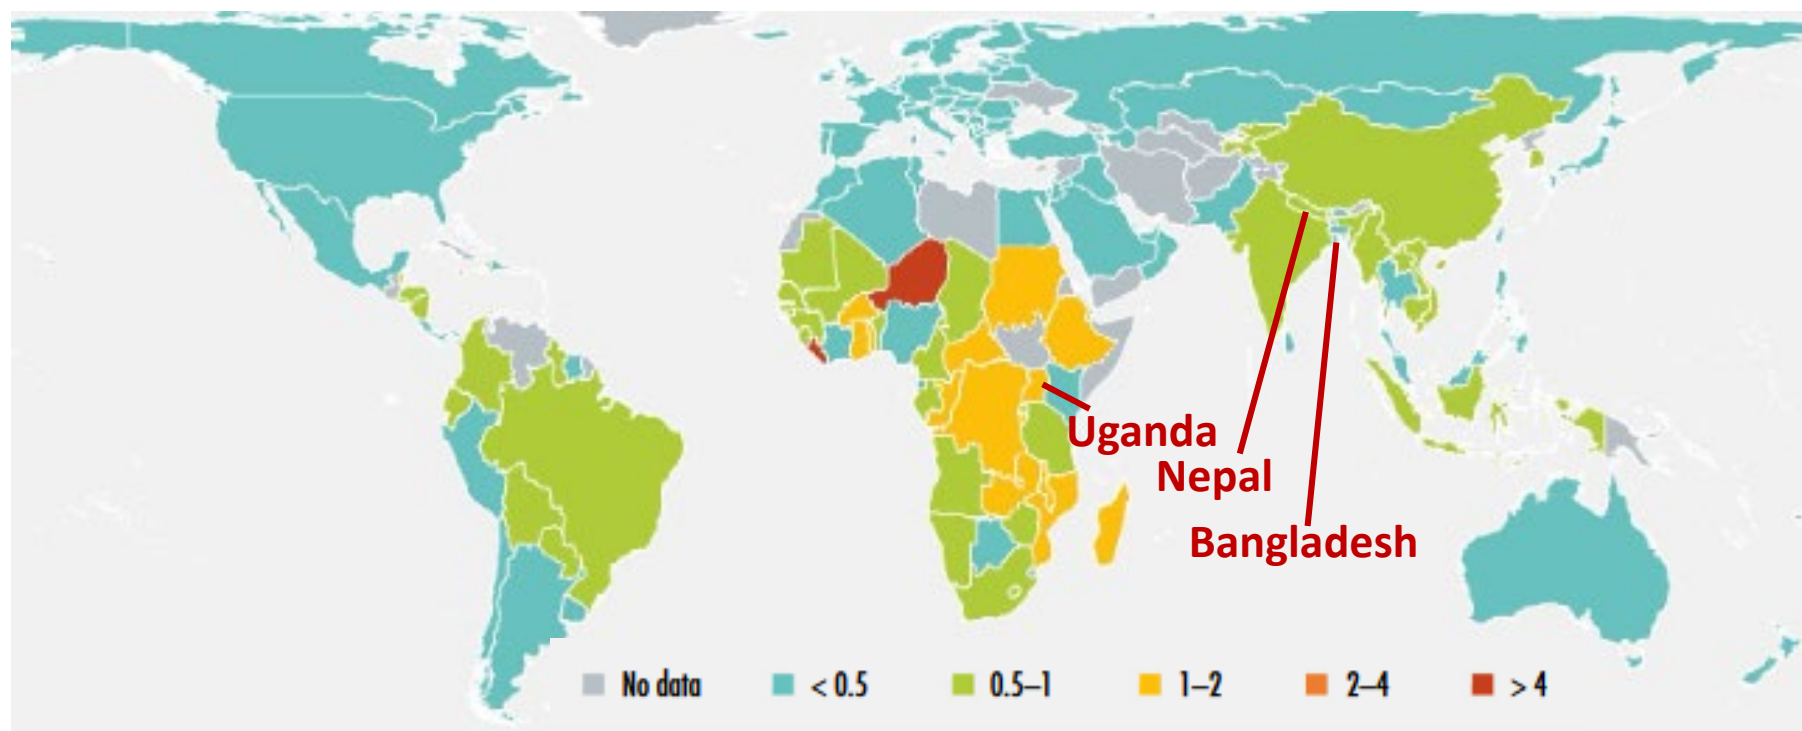 Uganda
Nepal
Bangladesh
No data < 0.5 0.5–1 1–2 2–4 > 4